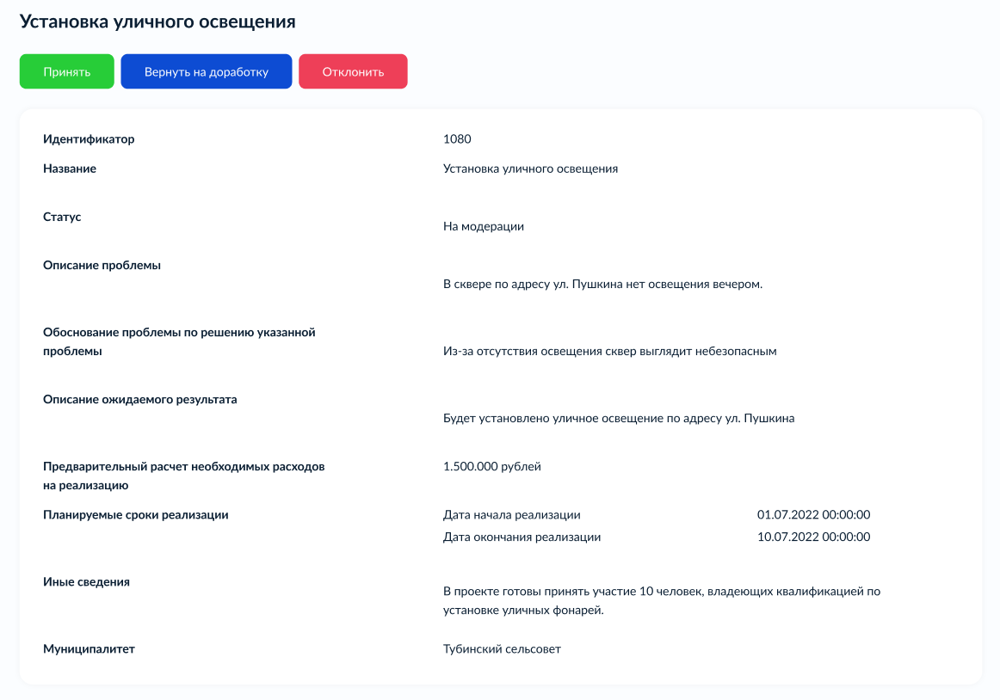 Установка уличного освещения
Принять
Вернуть на доработку
Отклонить
Идентификатор
1080
Название
Установка уличного освещения
Статус
На модерации
Описание проблемы
В сквере по адресу ул. Пушкина нет освещения вечером.
Обоснование проблемы по решению указанной
проблемы
Из-за отсутствия освещения сквер выглядит небезопасным
Описание ожидаемого результата
Будет установлено уличное освещение по адресу ул. Пушкина
Предварительный расчет необходимых расходов
на реализацию
1.500.000 рублей
Планируемые сроки реализации
Дата начала реализации
01.07.2022 00:00:00
Дата окончания реализации
10.07.2022 00:00:00
Иные сведения
В проекте готовы принять участие 10 человек, владеющих квалификацией по
установке уличных фонарей.
Муниципалитет
Тубинский сельсовет